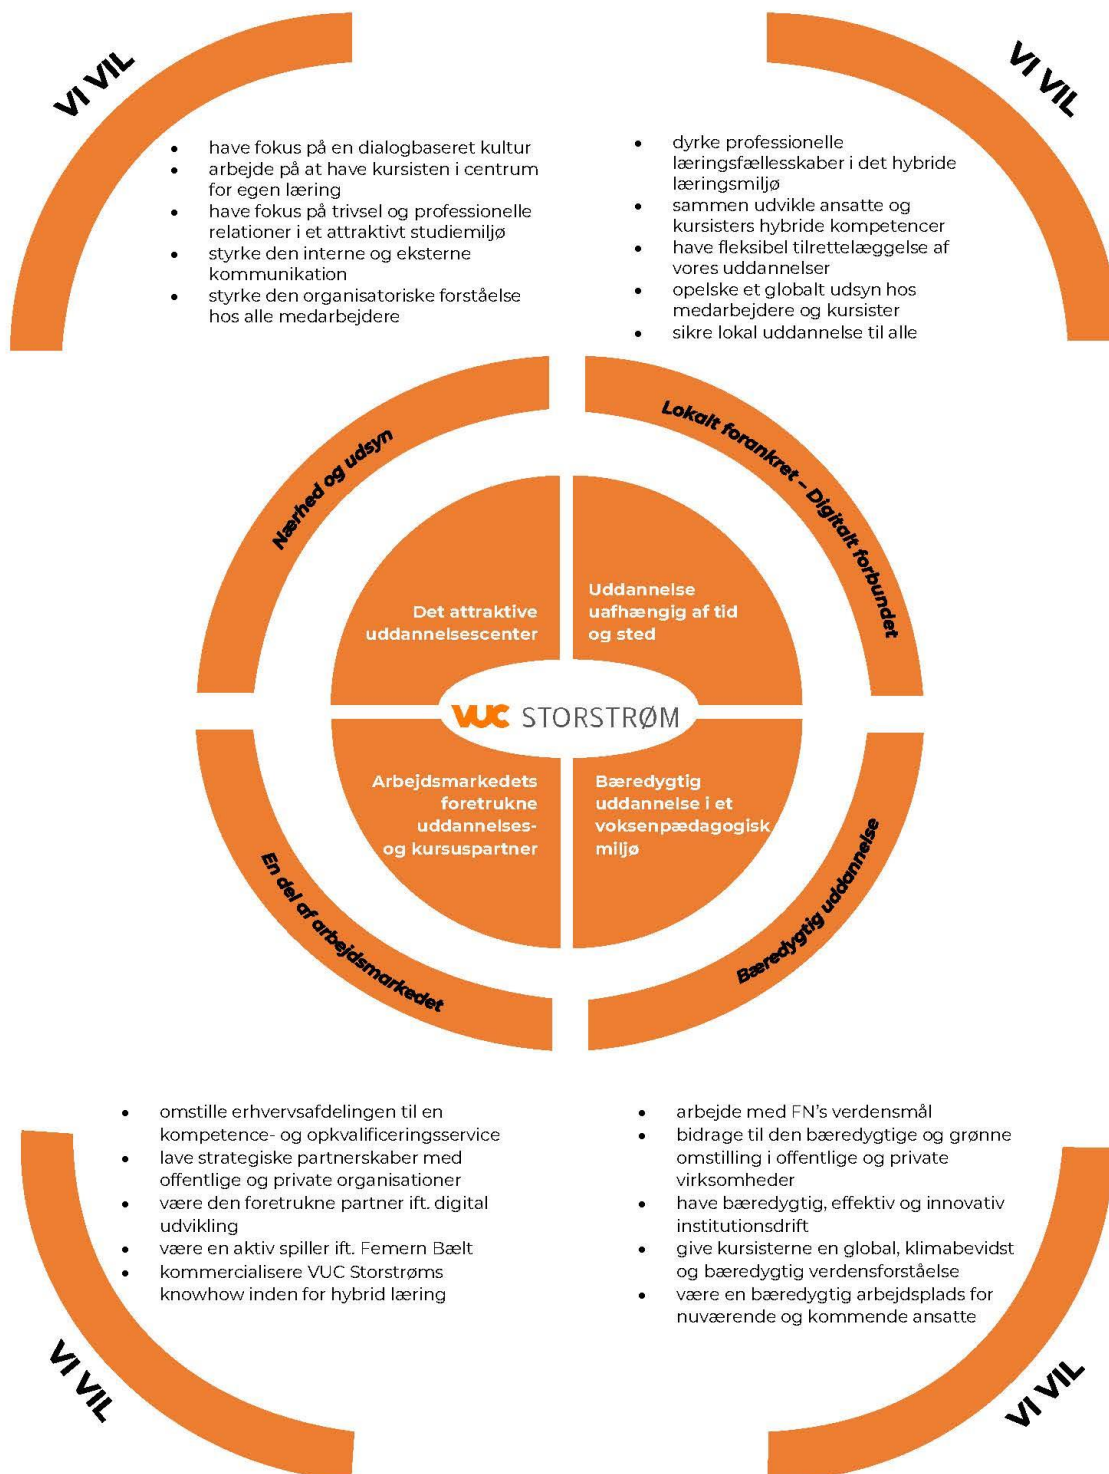 VI VIL
have fokus på en dialogbaseret kultur
arbejde på at have kursisten i centrum
for egen læring
have fokus på trivsel og professionelle
relationer i et attraktivt studiemiljø
styrke den interne og eksterne
kommunikation
styrke den organisatoriske forståelse
hos alle medarbejdere
VI VIL
dyrke professionelle
læringsfællesskaber i det hybride
læringsmiljø
sammen udvikle ansatte og
kursisters hybride kompetencer
have fleksibel tilrettelæggelse af
vores uddannelser
opelske et globalt udsyn hos
medarbejdere og kursister
sikre lokal uddannelse til alle
Nærhed og udsyn
Lokalt forankret – Digitalt forbundet
Det attraktive
uddannelsescenter
Uddannelse
uafhængig af tid
og sted
VUC STORSTRØM
Arbejdsmarkedets
foretrukne
uddannelses-
og kursuspartner
Bæredygtig
uddannelse i et
voksenpædagogisk
miljø
En del af arbejdsmarkedet
Bæredygtig uddannelse
omstille erhvervsafdelingen til en
kompetence- og opkvalificeringsservice
lave strategiske partnerskaber med
offentlige og private organisationer
være den foretrukne partner ift. digital
udvikling
være en aktiv spiller ift. Femern Bælt
kommercialisere VUC Storstrøms
knowhow inden for hybrid læring
VI VIL
arbejde med FN's verdensmål
bidrage til den bæredygtige og grønne
omstilling i offentlige og private
virksomheder
have bæredygtig, effektiv og innovativ
institutionsdrift
give kursisterne en global, klimabevidst
og bæredygtig verdensforståelse
være en bæredygtig arbejdsplads for
nuværende og kommende ansatte
VI VIL